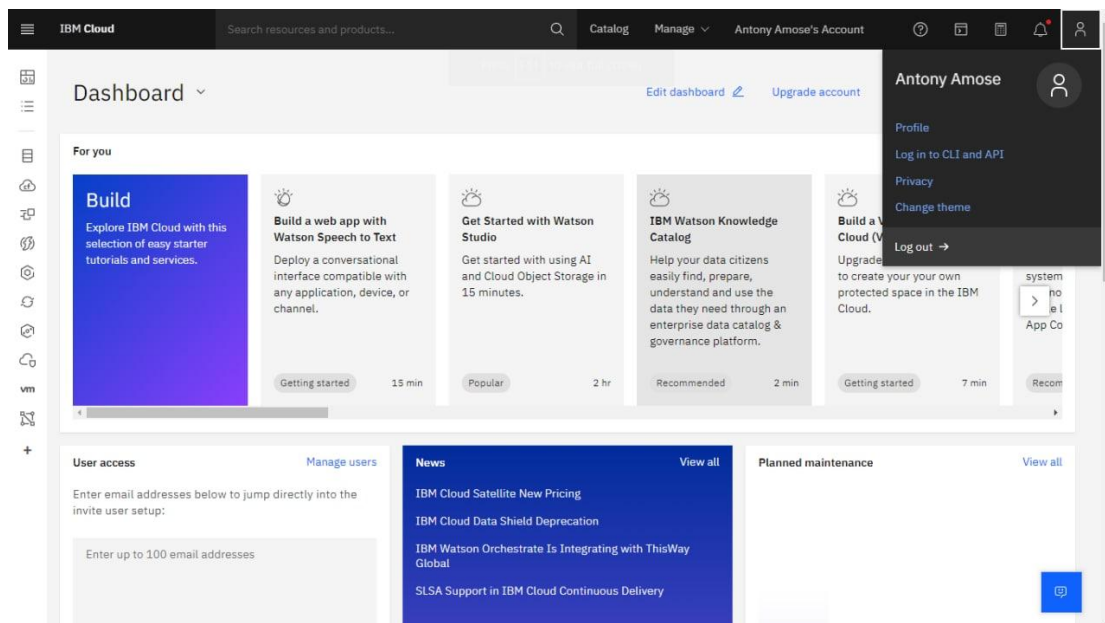 IBM Cloud
Search resources and products...
Catalog
Manage
Antony Amose's Account
Antony Amose
Profile
Log in to CLI and API
Privacy
Change theme
Log out →
Dashboard
Edit dashboard
Upgrade account
For you
Build
Explore IBM Cloud with this
selection of easy starter
tutorials and services.
Build a web app with
Watson Speech to Text
Deploy a conversational
interface compatible with
any application, device, or
channel.
Getting started
15 min
Get Started with Watson
Studio
Get started with using AI
and Cloud Object Storage in
15 minutes.
Popular
2 hr
IBM Watson Knowledge
Catalog
Help your data citizens
easily find, prepare,
understand and use the
data they need through an
enterprise data catalog &
governance platform.
Recommended
2 min
Build a V
Cloud (V
Upgrade
to create your your own
protected space in the IBM
Cloud.
Getting started
7 min
system
no
e l
App Co
Recom
vm
User access
Manage users
Enter email addresses below to jump directly into the
invite user setup:
Enter up to 100 email addresses
News
View all
IBM Cloud Satellite New Pricing
IBM Cloud Data Shield Deprecation
IBM Watson Orchestrate Is Integrating with ThisWay
Global
SLSA Support in IBM Cloud Continuous Delivery
Planned maintenance
View all